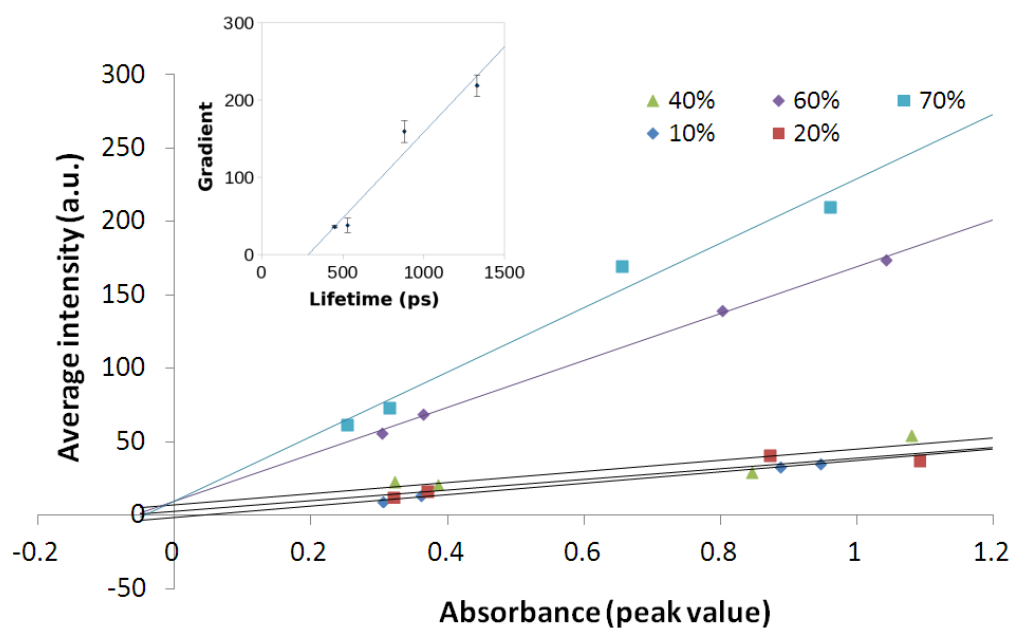 300
200
100
0
0 500 1000 1500
Gradient
Lifetime (ps)
40% 60% 70%
10% 20%
300
250
200
150
100
50
0
-50
-0.2 0 0.2 0.4 0.6 0.8 1 1.2
Average intensity (a.u.)
Absorbance (peak value)